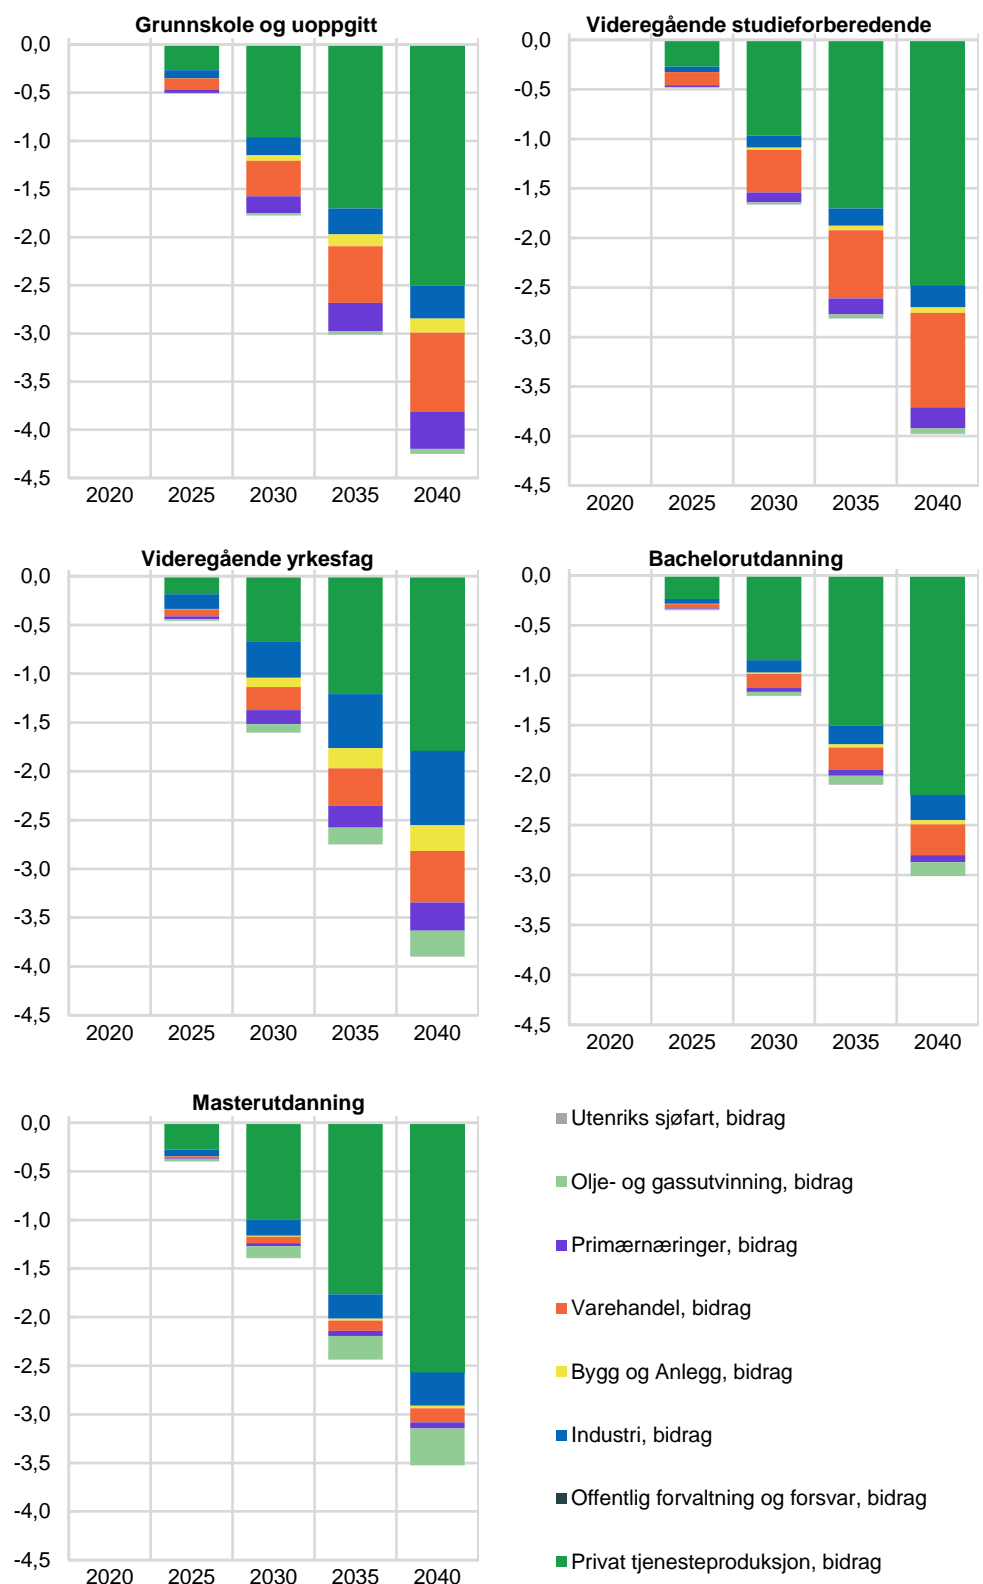 Grunnskole og uoppgitt
0,0
-0,5
-1,0
-1,5
-2,0
-2,5
-3,0
-3,5
-4,0
-4,5
2020 2025 2030 2035 2040
Videregående studieforberedende
0,0
-0,5
-1,0
-1,5
-2,0
-2,5
-3,0
-3,5
-4,0
-4,5
2020 2025 2030 2035 2040
Videregående yrkesfag
0,0
-0,5
-1,0
-1,5
-2,0
-2,5
-3,0
-3,5
-4,0
-4,5
2020 2025 2030 2035 2040
Bachelorutdanning
0,0
-0,5
-1,0
-1,5
-2,0
-2,5
-3,0
-3,5
-4,0
-4,5
2020 2025 2030 2035 2040
Masterutdanning
0,0
-0,5
-1,0
-1,5
-2,0
-2,5
-3,0
-3,5
-4,0
-4,5
2020 2025 2030 2035 2040
Utenriks sjøfart, bidrag
Olje- og gassutvinning, bidrag
Primærnæringer, bidrag
Varehandel, bidrag
Bygg og Anlegg, bidrag
Industri, bidrag
Offentlig forvaltning og forsvar, bidrag
Privat tjenesteproduksjon, bidrag